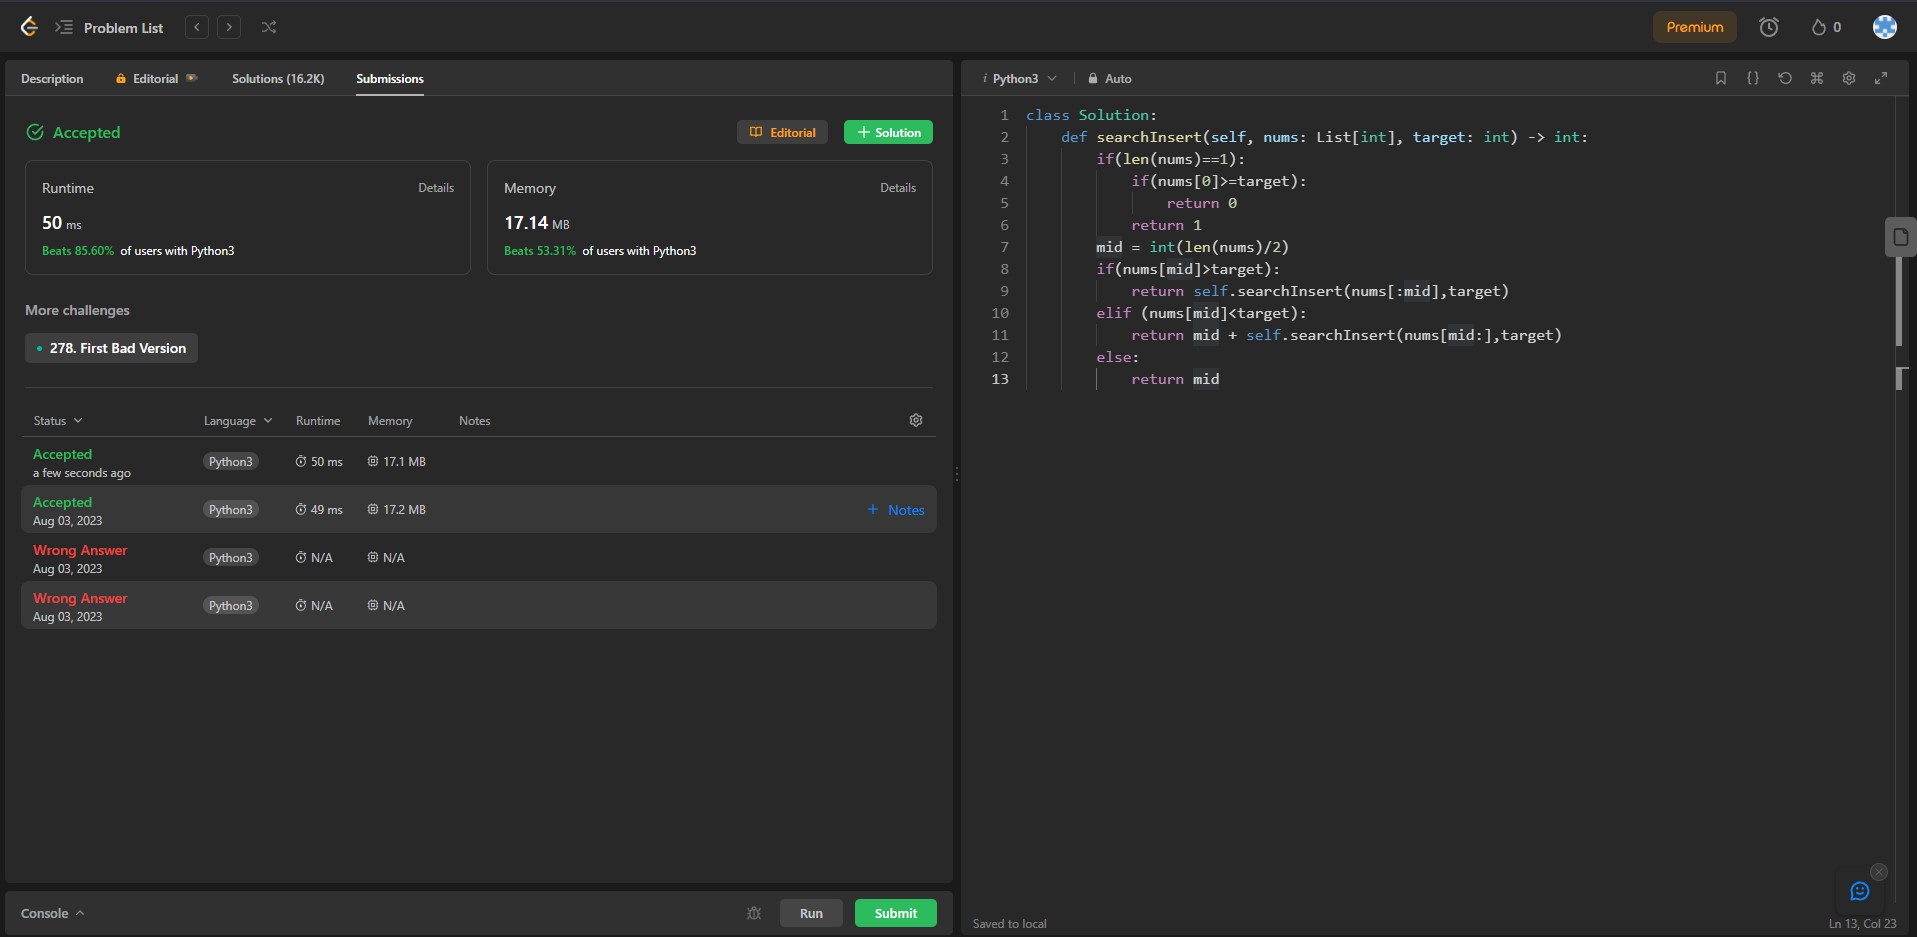 Problem List
Premium
0
Description Editorial Solutions (16.2K) Submissions
Accepted
Editorial
Solution
Runtime Details
50 ms
Beats 85.60% of users with Python3
Memory Details
17.14 MB
Beats 53.31% of users with Python3
More challenges
278. First Bad Version
Status Language Runtime Memory Notes
Accepted
a few seconds ago
Python3 50 ms 17.1 MB
Accepted
Aug 03, 2023
Python3 49 ms 17.2 MB + Notes
Wrong Answer
Aug 03, 2023
Python3 N/A N/A
Wrong Answer
Aug 03, 2023
Python3 N/A N/A
Console Run Submit
i Python3 Auto
1 class Solution:
2     def searchInsert(self, nums: List[int], target: int) -> int:
3         if(len(nums)==1):
4             if(nums[0]>=target):
5                 return 0
6             return 1
7         mid = int(len(nums)/2)
8         if(nums[mid]>target):
9             return self.searchInsert(nums[:mid],target)
10         elif (nums[mid]<target):
11             return mid + self.searchInsert(nums[mid:],target)
12         else:
13             return mid
Saved to local
Ln 13, Col 23